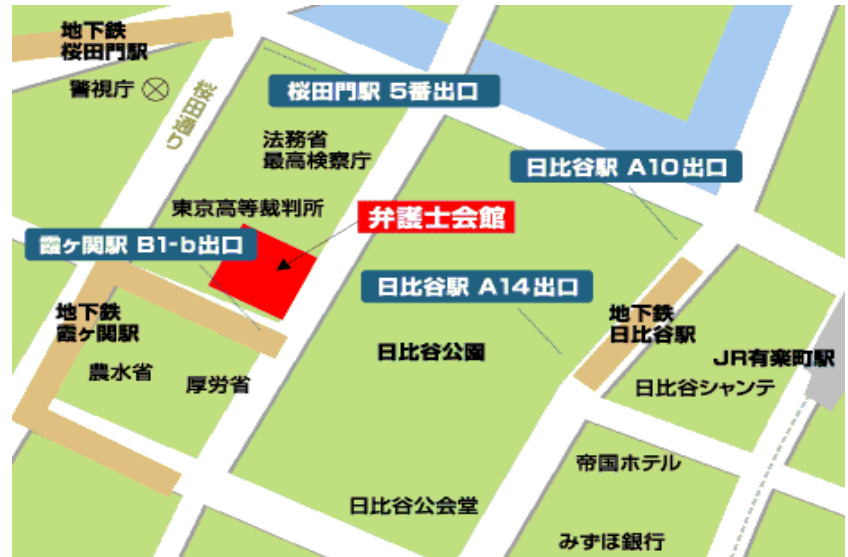 地下鉄
桜田門駅
警視庁
桜田通り
桜田門駅 5番出口
法務省
最高検察庁
日比谷駅 A10出口
東京高等裁判所
弁護士会館
霞ヶ関駅 B1-b出口
日比谷駅 A14出口
地下鉄
霞ヶ関駅
地下鉄
日比谷駅
日比谷公園
JR有楽町駅
農水省
厚労省
日比谷シャンテ
帝国ホテル
日比谷公会堂
みずほ銀行